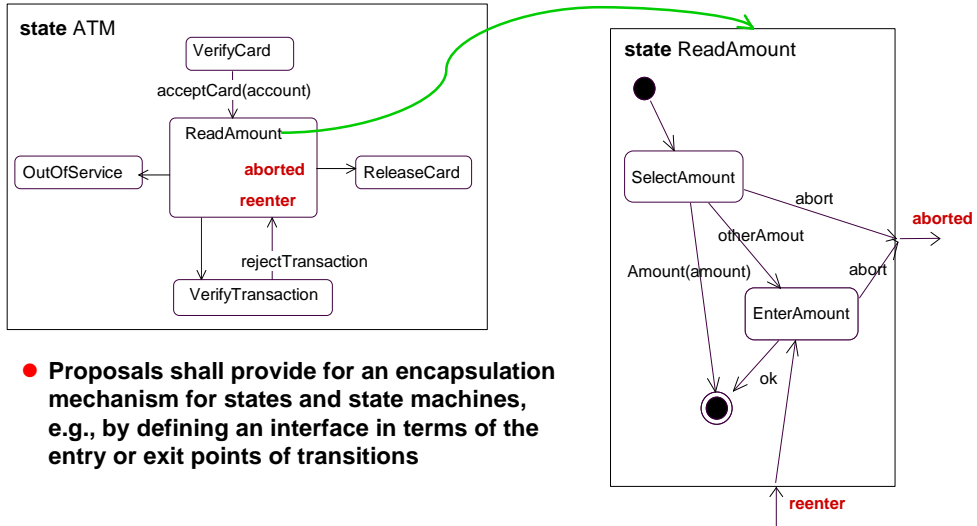 state ATM
VerifyCard
acceptCard(account)
ReadAmount
aborted
reenter
OutOfService
ReleaseCard
rejectTransaction
VerifyTransaction
Proposals shall provide for an encapsulation
mechanism for states and state machines,
e.g., by defining an interface in terms of the
entry or exit points of transitions
state ReadAmount
SelectAmount
abort
aborted
otherAmout
abort
Amount(amount)
EnterAmount
ok
reenter